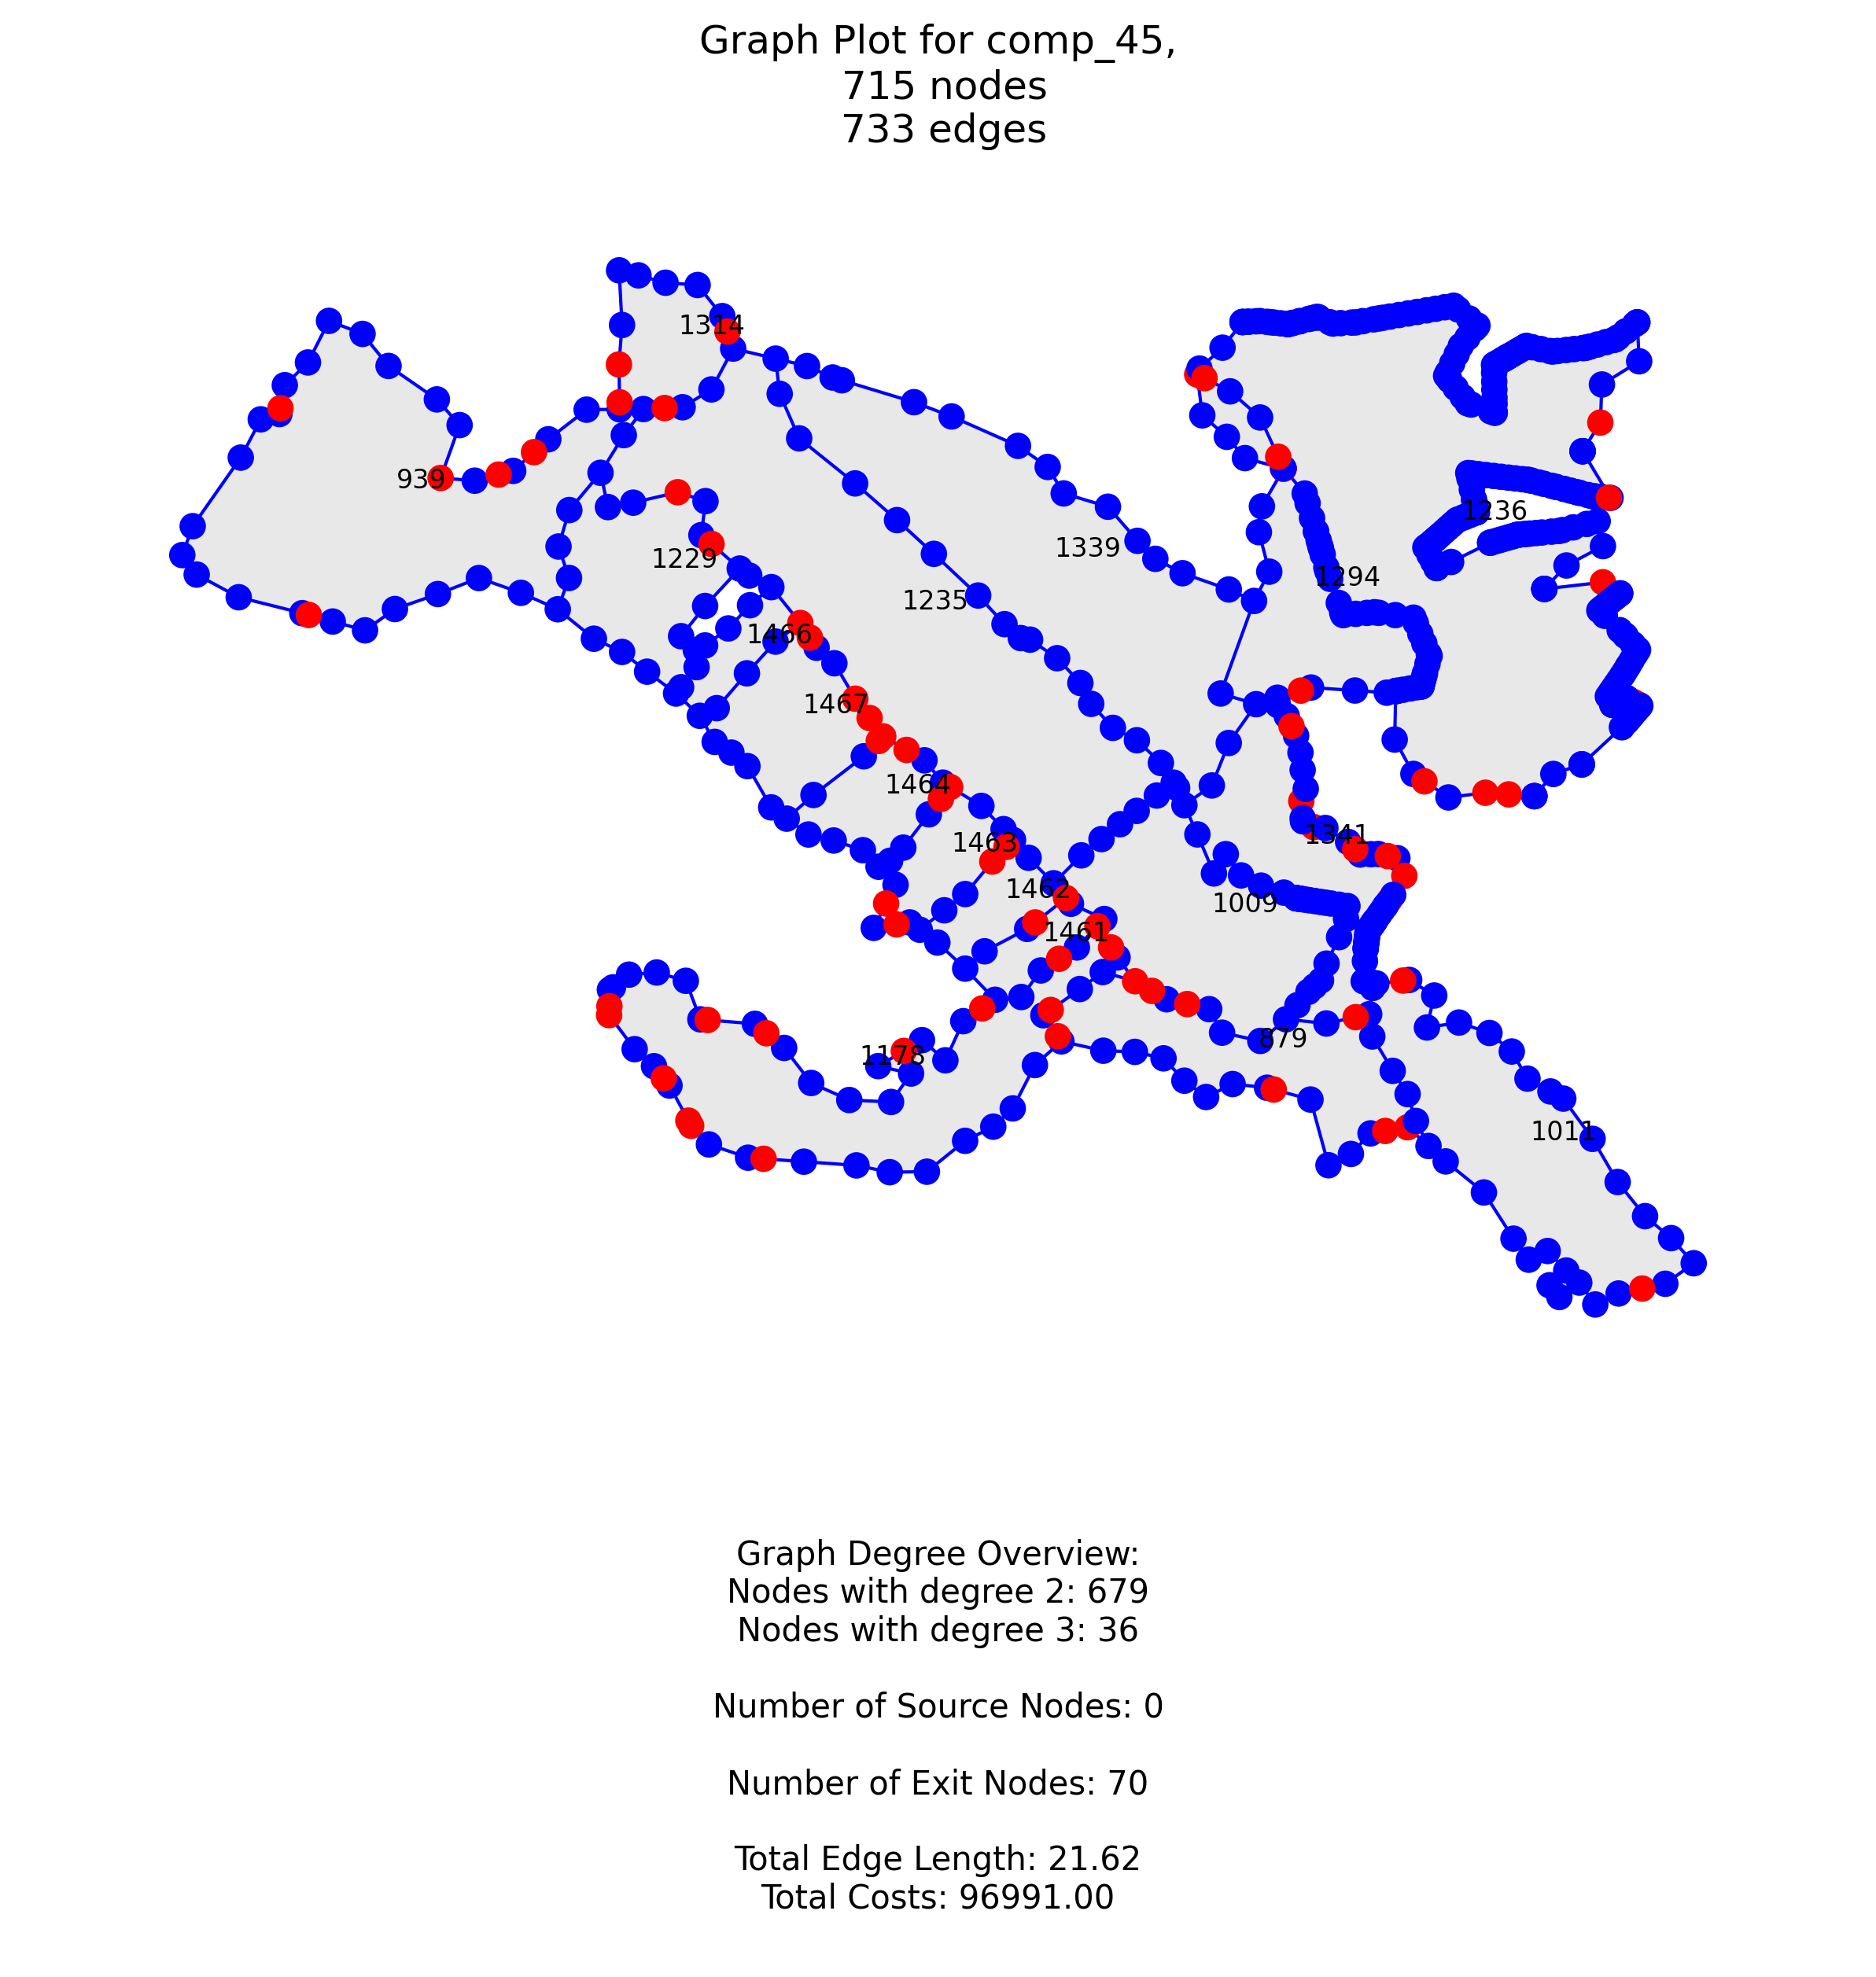 Graph Plot for comp_45,
715 nodes
733 edges
1314
939
1236
1339
1229
1294
1235
1466
1467
1464
1341
1463
1462
1009
1461
879
1178
1011
Graph Degree Overview:
Nodes with degree 2: 679
Nodes with degree 3: 36
Number of Source Nodes: 0
Number of Exit Nodes: 70
Total Edge Length: 21.62
Total Costs: 96991.00